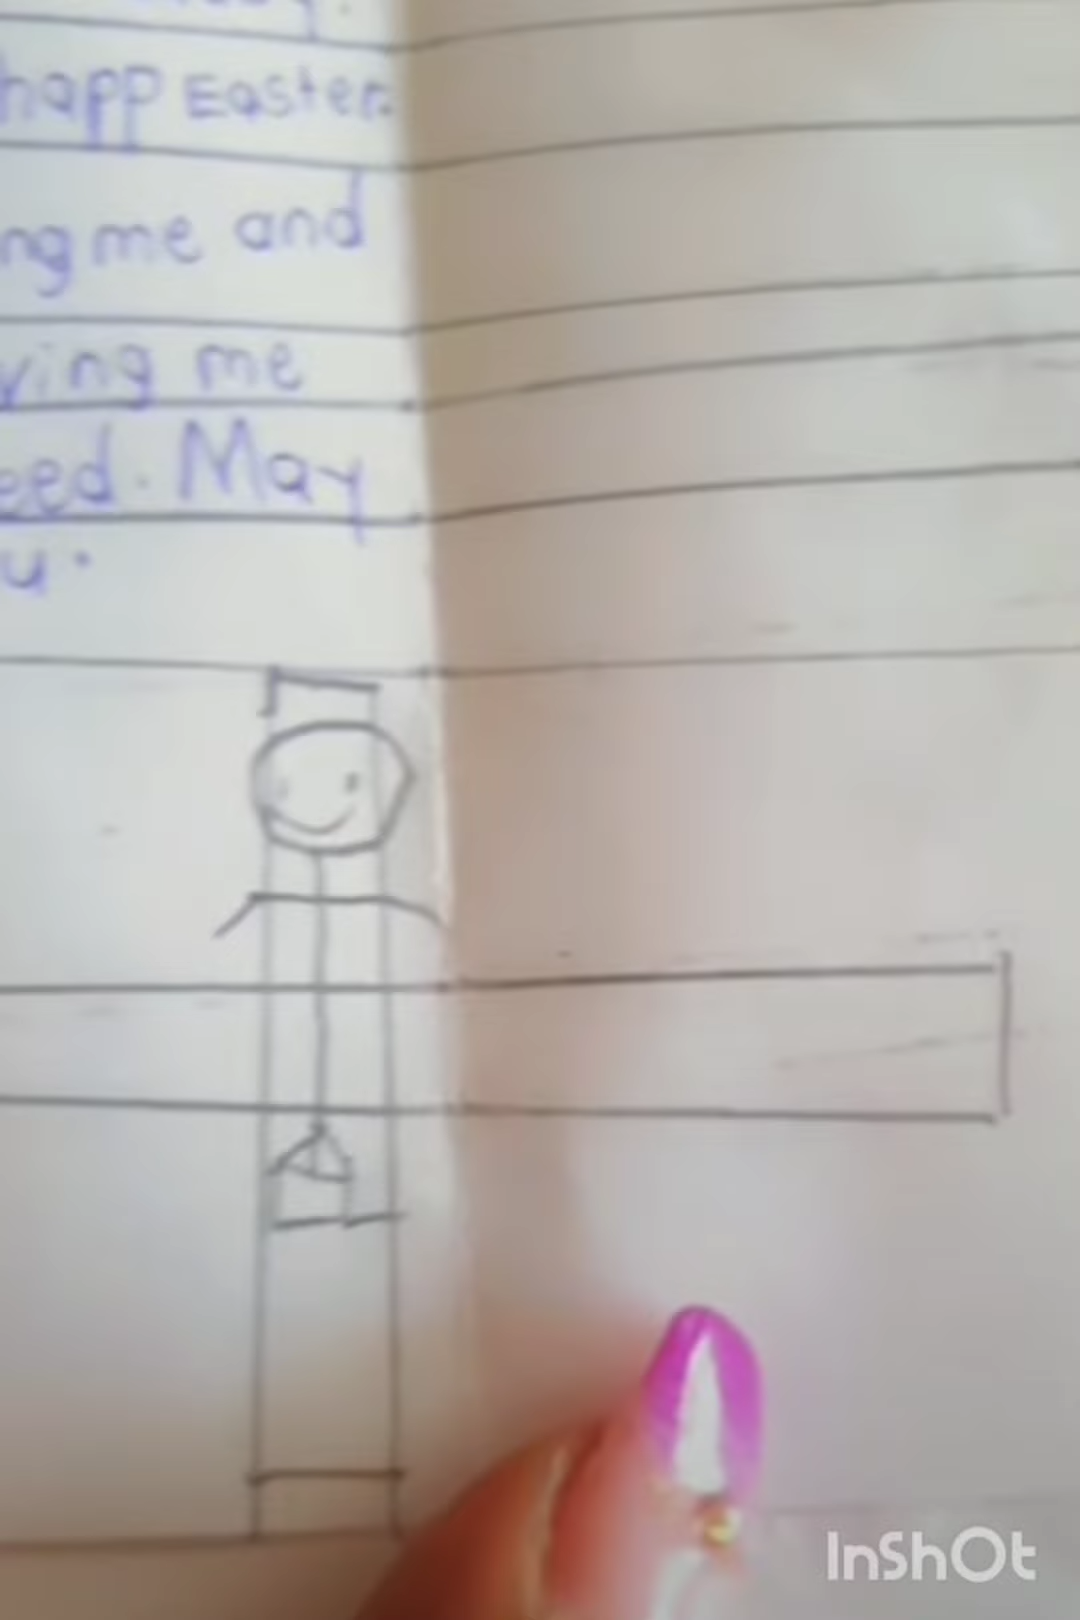 happ Easter.
ng me and
ving me
eed. May
u.
InShOt